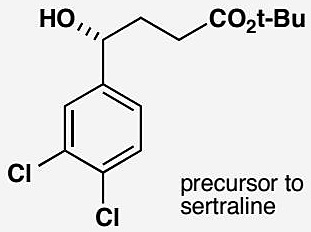 HO
CO2t-Bu
Cl
Cl
precursor to
sertraline